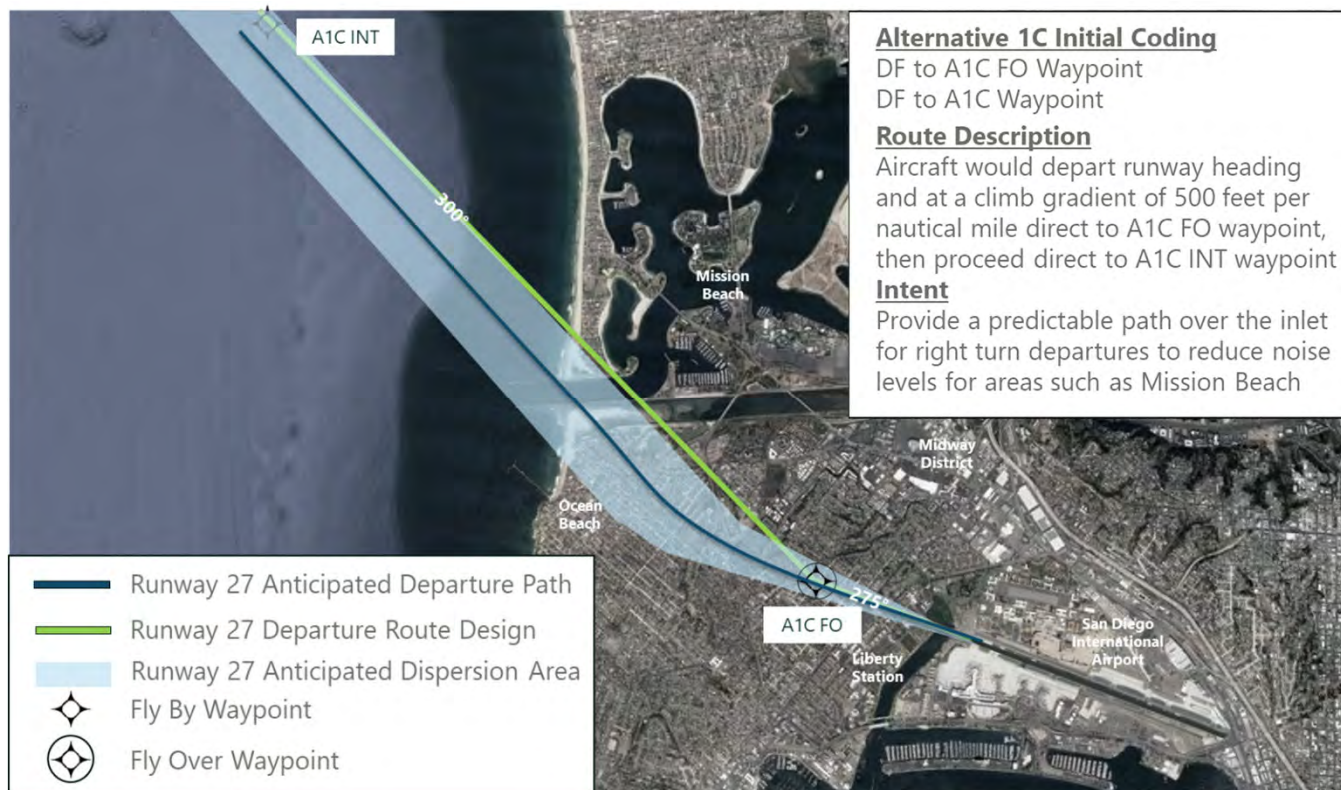 A1C INT
Alternative 1C Initial Coding
DF to A1C FO Waypoint
DF to A1C Waypoint
Route Description
Aircraft would depart runway heading
and at a climb gradient of 500 feet per
nautical mile direct to A1C FO waypoint,
then proceed direct to A1C INT waypoint
Intent
Provide a predictable path over the inlet
for right turn departures to reduce noise
levels for areas such as Mission Beach
300°
Mission
Beach
Midway
District
Ocean
Beach
275°
A1C FO
San Diego
International
Airport
Liberty
Station
Runway 27 Anticipated Departure Path
Runway 27 Departure Route Design
Runway 27 Anticipated Dispersion Area
Fly By Waypoint
Fly Over Waypoint